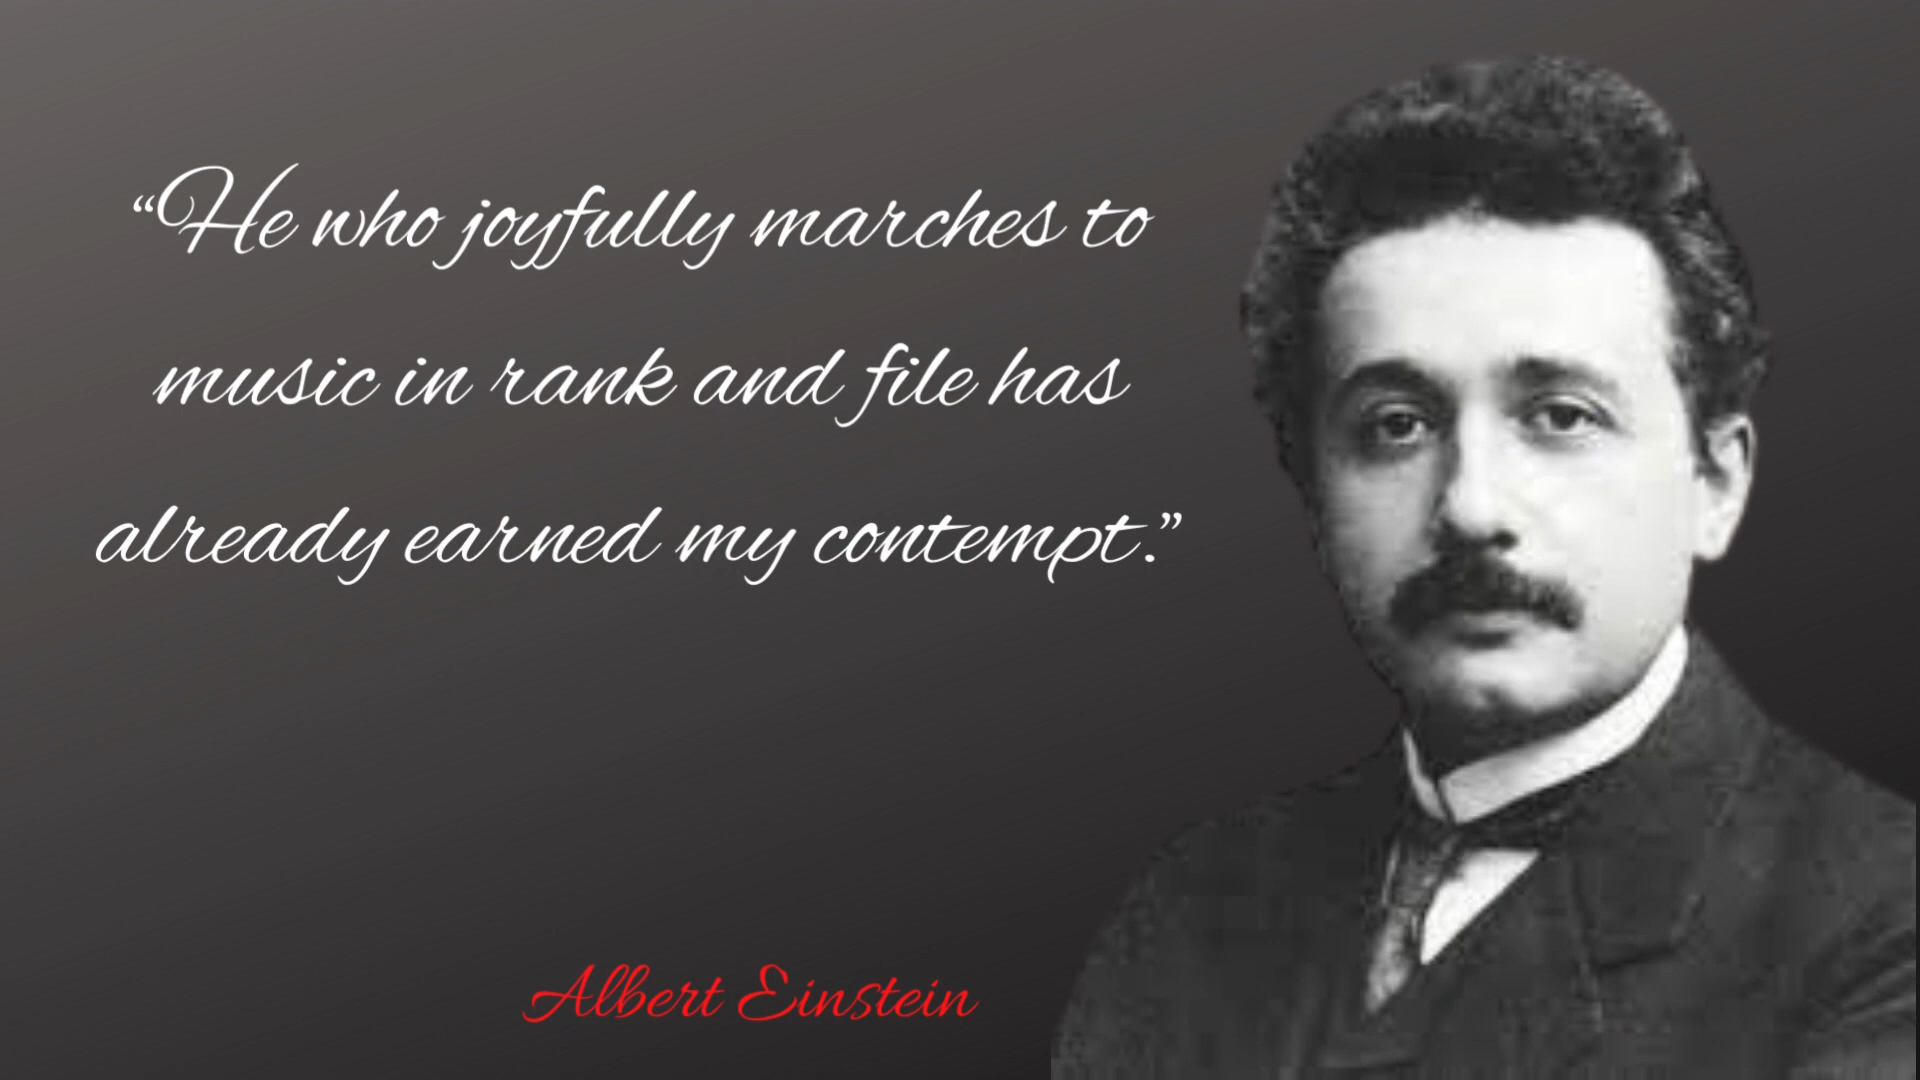 “He who joyfully marches to
music in rank and file has
already earned my contempt.”
Albert Einstein